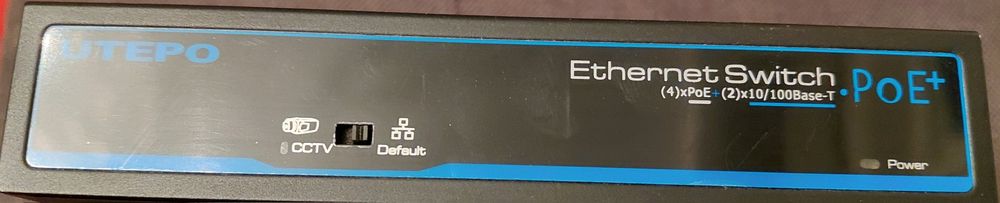 UTEPO
Ethernet Switch
(4)xPoE+(2)x10/100Base-T
PoE+
CCTV
Default
Power